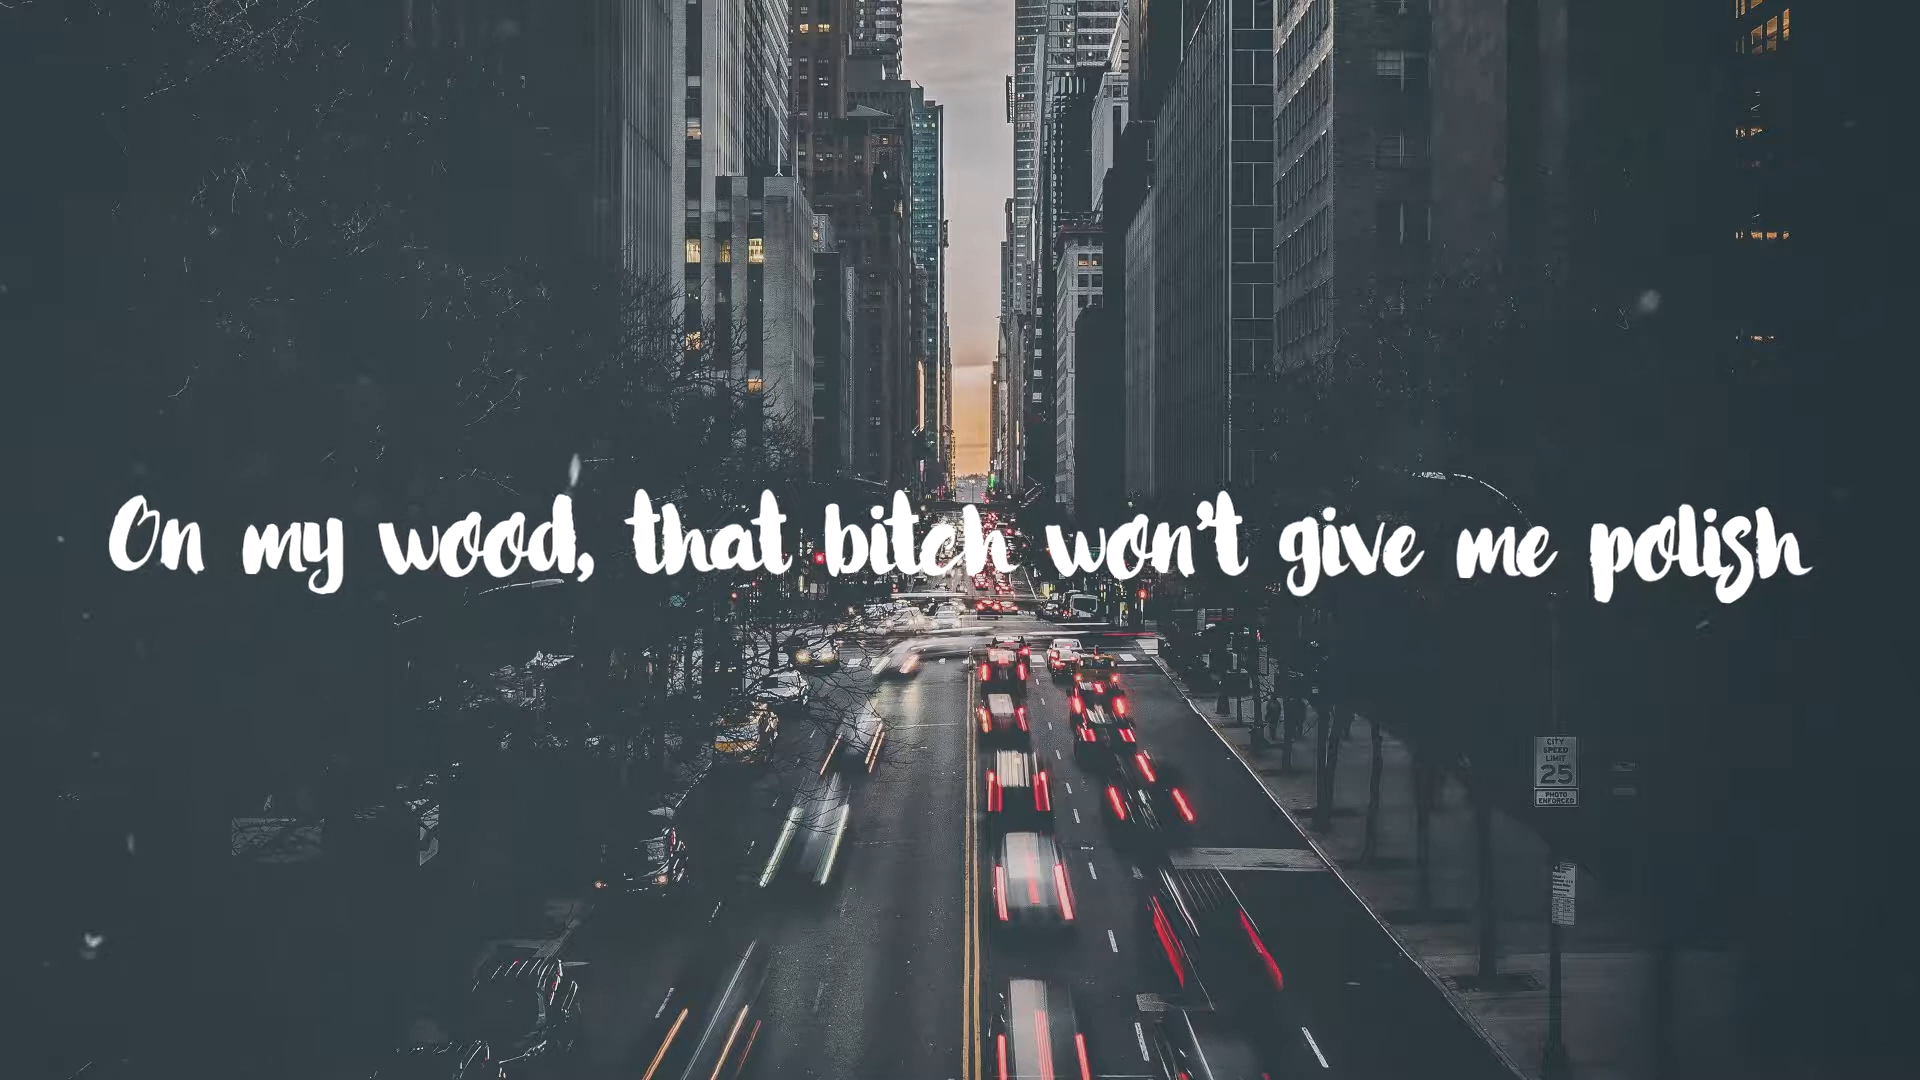 On my wood, that bitch won't give me polish
CITY
SPEED
LIMIT
25
PHOTO
ENFORCED